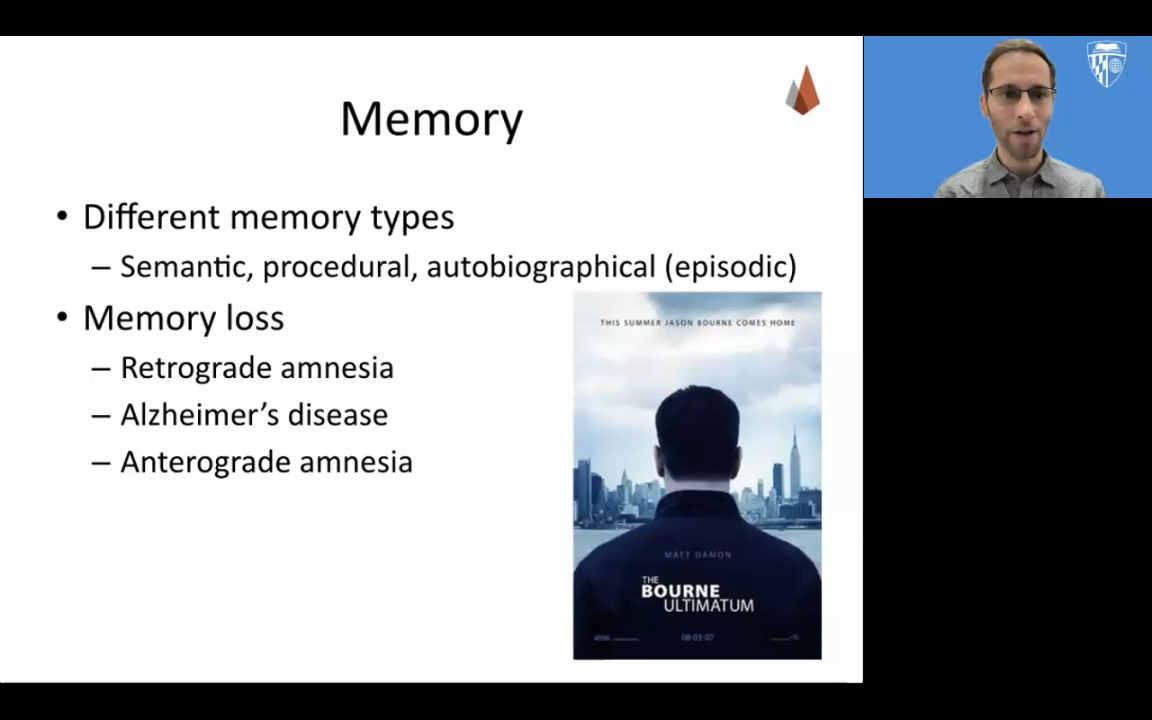 Memory
• Different memory types
– Semantic, procedural, autobiographical (episodic)
• Memory loss
– Retrograde amnesia
– Alzheimer's disease
– Anterograde amnesia
THIS SUMMER JASON BOURNE COMES HOME
MATT DAMON
THE
BOURNE
ULTIMATUM
08-03-07